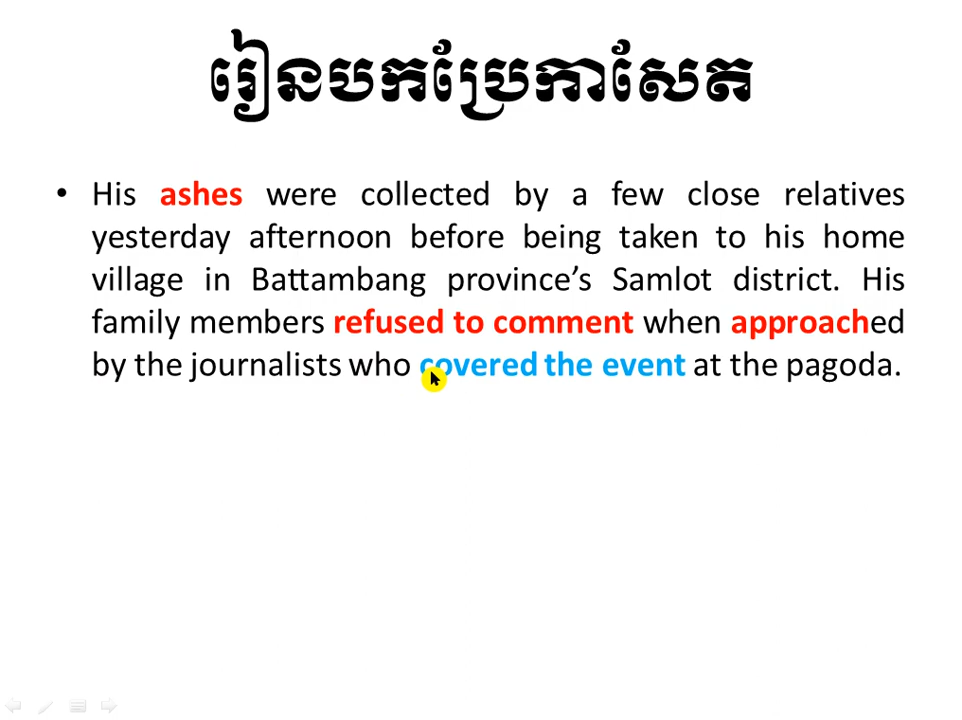 រៀនបកប្រែកាសែត
• His ashes were collected by a few close relatives
yesterday afternoon before being taken to his home
village in Battambang province’s Samlot district. His
family members refused to comment when approached
by the journalists who covered the event at the pagoda.